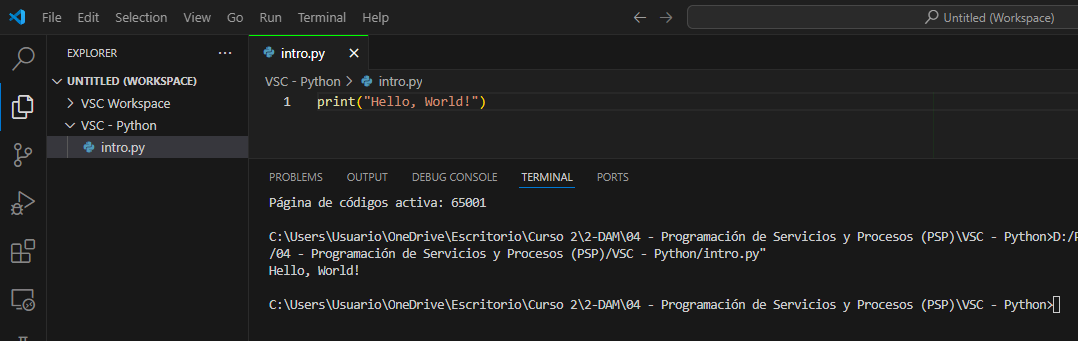 File Edit Selection View Go Run Terminal Help
Untitled (Workspace)
EXPLORER
UNTITLED (WORKSPACE)
VSC Workspace
VSC - Python
intro.py
intro.py
VSC - Python > intro.py
1 print("Hello, World!")
PROBLEMS OUTPUT DEBUG CONSOLE TERMINAL PORTS
Página de códigos activa: 65001
C:\Users\Usuario\OneDrive\Escritorio\Curso 2\2-DAM\04 - Programación de Servicios y Procesos (PSP)\VSC - Python>D:/
/04 - Programación de Servicios y Procesos (PSP)/VSC - Python/intro.py"
Hello, World!
C:\Users\Usuario\OneDrive\Escritorio\Curso 2\2-DAM\04 - Programación de Servicios y Procesos (PSP)\VSC - Python>